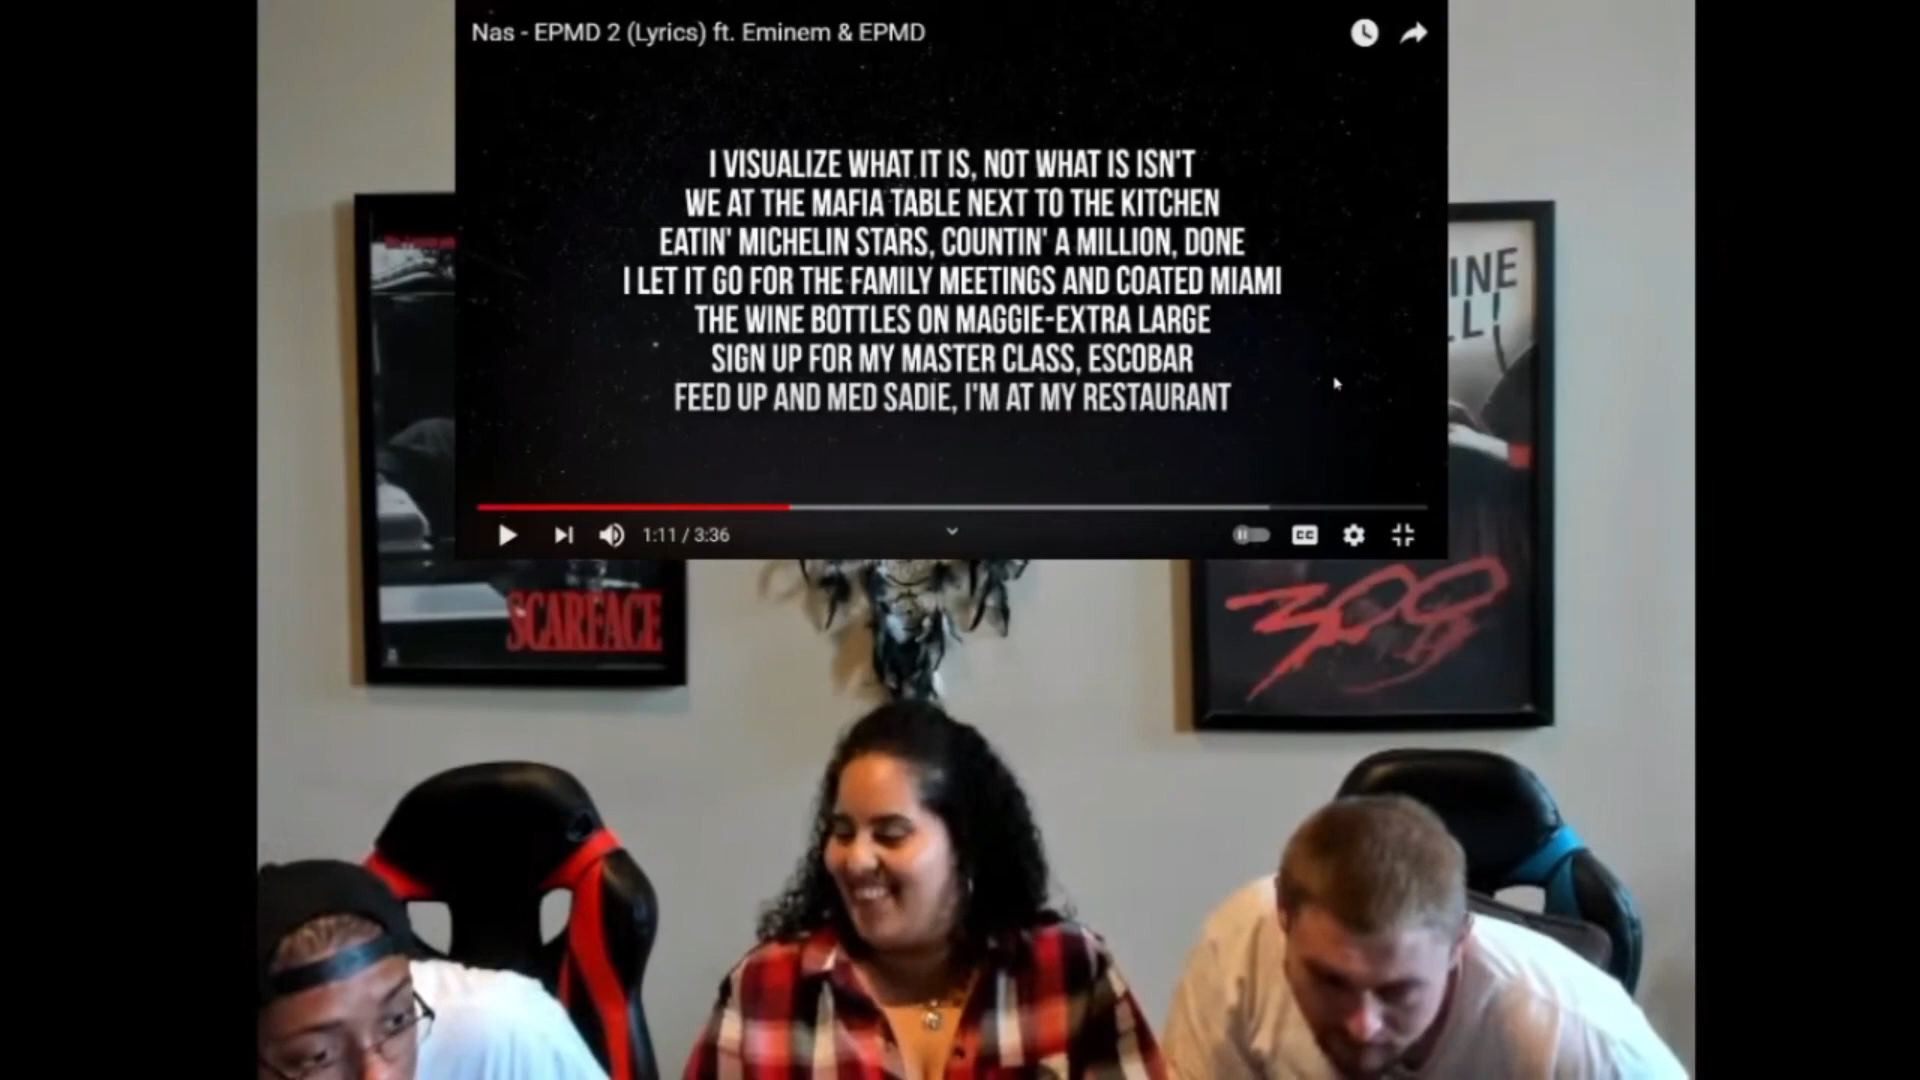 Nas - EPMD 2 (Lyrics) ft. Eminem & EPMD
I VISUALIZE WHAT IT IS, NOT WHAT IS ISN'T
WE AT THE MAFIA TABLE NEXT TO THE KITCHEN
EATIN' MICHELIN STARS, COUNTIN' A MILLION, DONE
I LET IT GO FOR THE FAMILY MEETINGS AND COATED MIAMI
THE WINE BOTTLES ON MAGGIE-EXTRA LARGE
SIGN UP FOR MY MASTER CLASS, ESCOBAR
FEED UP AND MED SADIE, I'M AT MY RESTAURANT
1:11 / 3:36
CC
SCARFACE
300